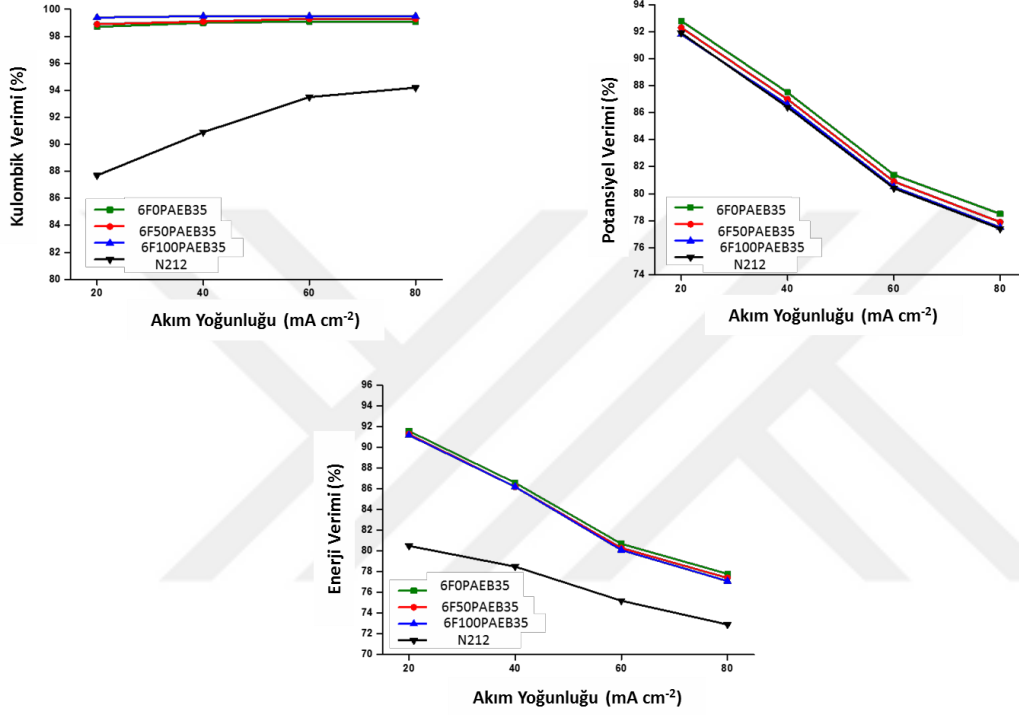 Kulombik Verimi (%)
100
98
96
94
92
90
88
86
84
82
80
6F0PAEB35
6F50PAEB35
6F100PAEB35
N212
20 40 60 80
Akım Yoğunluğu (mA cm-2)
Potansiyel Verimi (%)
94
92
90
88
86
84
82
80
78
76
74
6F0PAEB35
6F50PAEB35
6F100PAEB35
N212
20 40 60 80
Akım Yoğunluğu (mA cm-2)
Enerji Verimi (%)
96
94
92
90
88
86
84
82
80
78
76
74
72
70
6F0PAEB35
6F50PAEB35
6F100PAEB35
N212
20 40 60 80
Akım Yoğunluğu (mA cm-2)